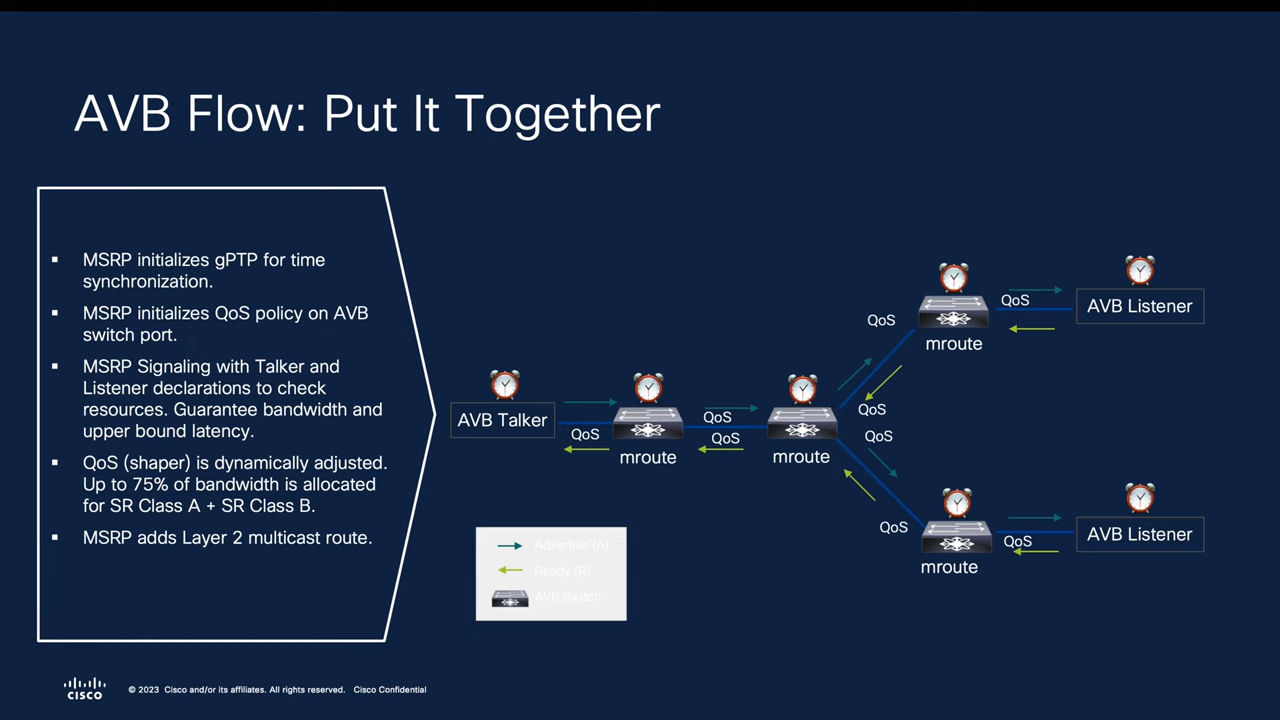 AVB Flow: Put It Together
▪ MSRP initializes gPTP for time
synchronization.
▪ MSRP initializes QoS policy on AVB
switch port.
▪ MSRP Signaling with Talker and
Listener declarations to check
resources. Guarantee bandwidth and
upper bound latency.
▪ QoS (shaper) is dynamically adjusted.
Up to 75% of bandwidth is allocated
for SR Class A + SR Class B.
▪ MSRP adds Layer 2 multicast route.
AVB Talker
QoS
mroute
QoS
QoS
mroute
QoS
QoS
mroute
QoS
AVB Listener
QoS
QoS
mroute
QoS
AVB Listener
Advertise (A)
Ready (R)
AVB Switch
CISCO
© 2023 Cisco and/or its affiliates. All rights reserved. Cisco Confidential